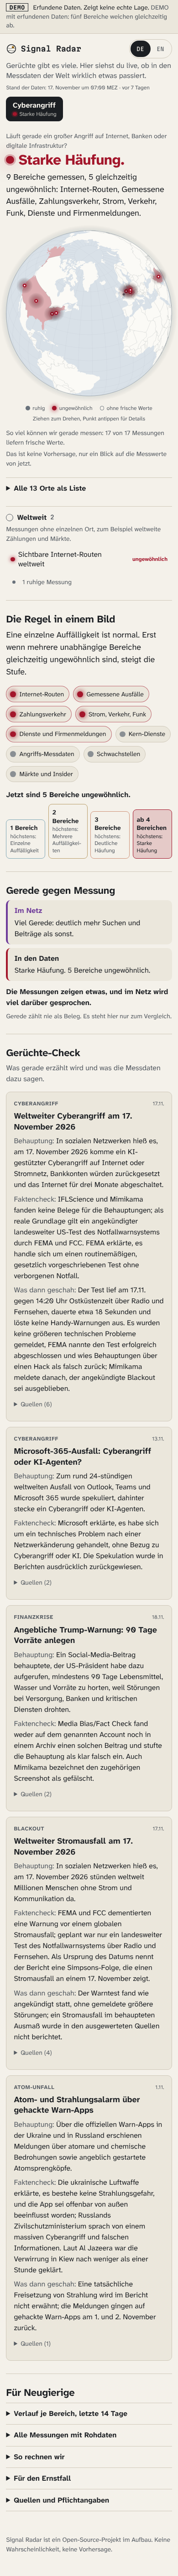 DEMO Erfundene Daten. Zeigt keine echte Lage. DEMO
mit erfundenen Daten: fünf Bereiche weichen gleichzeitig
ab.
Signal Radar DE EN
Gerüchte gibt es viele. Hier siehst du live, ob in den
Messdaten der Welt wirklich etwas passiert.
Stand der Daten: 17. November um 07:00 MEZ · vor 7 Tagen
Cyberangriff
Starke Häufung
Läuft gerade ein großer Angriff auf Internet, Banken oder
digitale Infrastruktur?
Starke Häufung.
9 Bereiche gemessen, 5 gleichzeitig
ungewöhnlich: Internet-Routen, Gemessene
Ausfälle, Zahlungsverkehr, Strom, Verkehr,
Funk, Dienste und Firmenmeldungen.
ruhig ungewöhnlich ohne frische Werte
Ziehen zum Drehen, Punkt antippen für Details
So viel können wir gerade messen: 17 von 17 Messungen
liefern frische Werte.
Das ist keine Vorhersage, nur ein Blick auf die Messwerte
von jetzt.
▶ Alle 13 Orte als Liste
Weltweit 2
Messungen ohne einzelnen Ort, zum Beispiel weltweite
Zählungen und Märkte.
Sichtbare Internet-Routen
weltweit
ungewöhnlich
1 ruhige Messung
Die Regel in einem Bild
Eine einzelne Auffälligkeit ist normal. Erst
wenn mehrere unabhängige Bereiche
gleichzeitig ungewöhnlich sind, steigt die
Stufe.
Internet-Routen Gemessene Ausfälle
Zahlungsverkehr Strom, Verkehr, Funk
Dienste und Firmenmeldungen Kern-Dienste
Angriffs-Messdaten Schwachstellen
Märkte und Insider
Jetzt sind 5 Bereiche ungewöhnlich.
1 Bereich
höchstens:
Einzelne
Auffälligkeit
2
Bereiche
höchstens:
Mehrere
Auffälligkei-
ten
3
Bereiche
höchstens:
Deutliche
Häufung
ab 4
Bereichen
höchstens:
Starke
Häufung
Gerede gegen Messung
Im Netz
Viel Gerede: deutlich mehr Suchen und
Beiträge als sonst.
In den Daten
Starke Häufung. 5 Bereiche ungewöhnlich.
Die Messungen zeigen etwas, und im Netz wird
viel darüber gesprochen.
Gerede zählt nie als Beleg. Es steht hier nur zum Vergleich.
Gerüchte-Check
Was gerade erzählt wird und was die Messdaten
dazu sagen.
CYBERANGRIFF 17.11.
Weltweiter Cyberangriff am 17.
November 2026
Behauptung: In sozialen Netzwerken hieß es,
am 17. November 2026 komme ein KI-
gestützter Cyberangriff auf Internet oder
Stromnetz, Bankkonten würden zurückgesetzt
und das Internet für drei Monate abgeschaltet.
Faktencheck: IFLScience und Mimikama
fanden keine Belege für die Behauptungen; als
reale Grundlage gilt ein angekündigter
landesweiter US-Test des Notfallwarnsystems
durch FEMA und FCC. FEMA erklärte, es
handle sich um einen routinemäßigen,
gesetzlich vorgeschriebenen Test ohne
verborgenen Notfall.
Was dann geschah: Der Test lief am 17.11.
gegen 14:20 Uhr Ostküstenzeit über Radio und
Fernsehen, dauerte etwa 18 Sekunden und
löste keine Handy-Warnungen aus. Es wurden
keine größeren technischen Probleme
gemeldet, FEMA nannte den Test erfolgreich
abgeschlossen und wies Behauptungen über
einen Hack als falsch zurück; Mimikama
meldete danach, der angekündigte Blackout
sei ausgeblieben.
▶ Quellen (6)
CYBERANGRIFF 13.11.
Microsoft-365-Ausfall: Cyberangriff
oder KI-Agenten?
Behauptung: Zum rund 24-stündigen
weltweiten Ausfall von Outlook, Teams und
Microsoft 365 wurde spekuliert, dahinter
stecke ein Cyberangriff oder KI-Agenten.
Faktencheck: Microsoft erklärte, es habe sich
um ein technisches Problem nach einer
Netzwerkänderung gehandelt, ohne Bezug zu
Cyberangriff oder KI. Die Spekulation wurde in
Berichten ausdrücklich zurückgewiesen.
▶ Quellen (2)
FINANZKRISE 18.11.
Angebliche Trump-Warnung: 90 Tage
Vorräte anlegen
Behauptung: Ein Social-Media-Beitrag
behauptete, der US-Präsident habe dazu
aufgerufen, mindestens 90 Tage Lebensmittel,
Wasser und Vorräte zu horten, weil Störungen
bei Versorgung, Banken und kritischen
Diensten drohten.
Faktencheck: Media Bias/Fact Check fand
weder auf dem genannten Account noch in
einem Archiv einen solchen Beitrag und stufte
die Behauptung als klar falsch ein. Auch
Mimikama bezeichnet den zugehörigen
Screenshot als gefälscht.
▶ Quellen (2)
BLACKOUT 17.11.
Weltweiter Stromausfall am 17.
November 2026
Behauptung: In sozialen Netzwerken hieß es,
am 17. November 2026 stünden weltweit
Millionen Menschen ohne Strom und
Kommunikation da.
Faktencheck: FEMA und FCC dementierten
eine Warnung vor einem globalen
Stromausfall; geplant war nur ein landesweiter
Test des Notfallwarnsystems über Radio und
Fernsehen. Als Ursprung des Datums nennt
der Bericht eine Simpsons-Folge, die einen
Stromausfall an einem 17. November zeigt.
Was dann geschah: Der Warntest fand wie
angekündigt statt, ohne gemeldete größere
Störungen; ein Stromausfall im behaupteten
Ausmaß wurde in den ausgewerteten Quellen
nicht berichtet.
▶ Quellen (4)
ATOM-UNFALL 1.11.
Atom- und Strahlungsalarm über
gehackte Warn-Apps
Behauptung: Über die offiziellen Warn-Apps in
der Ukraine und in Russland erschienen
Meldungen über atomare und chemische
Bedrohungen sowie angeblich gestartete
Atomsprengköpfe.
Faktencheck: Die ukrainische Luftwaffe
erklärte, es bestehe keine Strahlungsgefahr,
und die App sei offenbar von außen
beeinflusst worden; Russlands
Zivilschutzministerium sprach von einem
massiven Cyberangriff und falschen
Informationen. Laut Al Jazeera war die
Verwirrung in Kiew nach weniger als einer
Stunde geklärt.
Was dann geschah: Eine tatsächliche
Freisetzung von Strahlung wird im Bericht
nicht erwähnt; die Meldungen gingen auf
gehackte Warn-Apps am 1. und 2. November
zurück.
▶ Quellen (1)
Für Neugierige
▶ Verlauf je Bereich, letzte 14 Tage
▶ Alle Messungen mit Rohdaten
▶ So rechnen wir
▶ Für den Ernstfall
▶ Quellen und Pflichtangaben
Signal Radar ist ein Open-Source-Projekt im Aufbau. Keine
Wahrscheinlichkeit, keine Vorhersage.